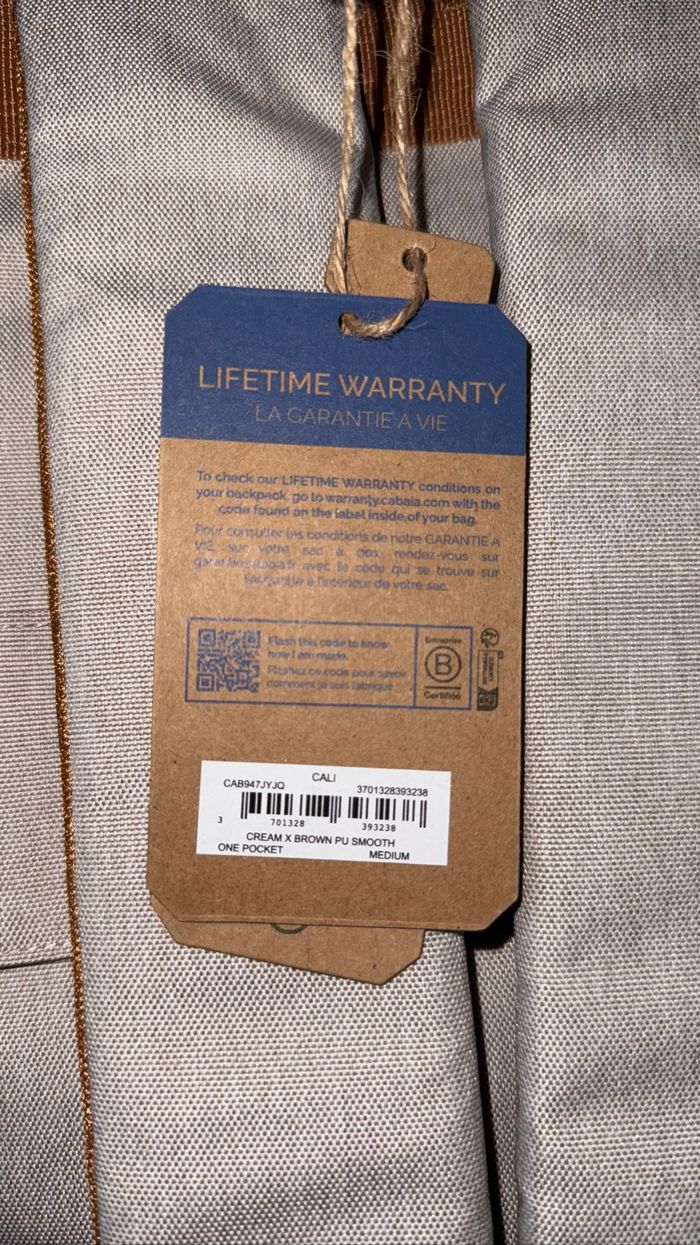 LIFETIME WARRANTY
LA GARANTIE A VIE
To check our LIFETIME WARRANTY conditions on
your backpack, go to warranty.cabaia.com with the
code found on the label inside of your bag.
Pour consulter les conditions de notre GARANTIE A
VIE, sur votre sac à dos, rendez-vous sur
avec le code qui se trouve sur
à l'intérieur de votre sac.
Flash this code to know
how I am made.
Flashez ce code pour savoir
comment je suis fabriqué.
Entreprise
B
Certifiée
CALI
CAB947JYJQ
3701328393238
3 701328 393238
CREAM X BROWN PU SMOOTH
ONE POCKET
MEDIUM